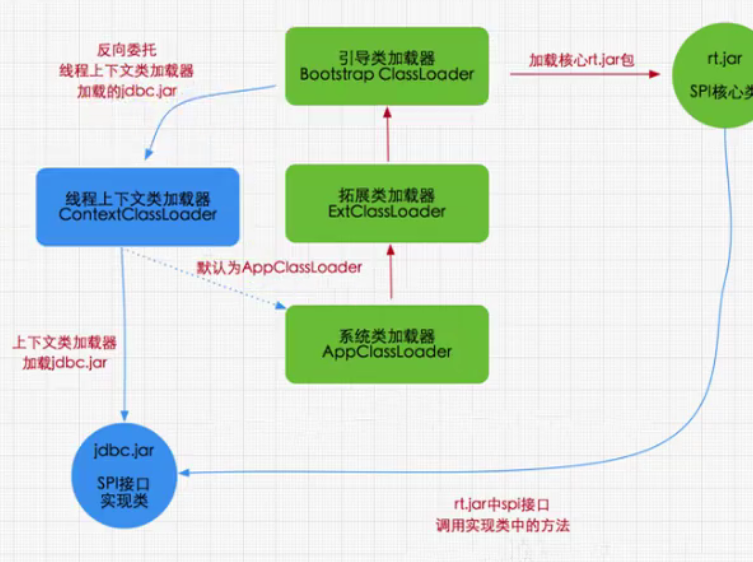 反向委托
线程上下文类加载器
加载的jdbc.jar
引导类加载器
Bootstrap ClassLoader
加载核心rt.jar包
rt.jar
SPI核心类
线程上下文类加载器
ContextClassLoader
拓展类加载器
ExtClassLoader
默认为AppClassLoader
系统类加载器
AppClassLoader
上下文类加载器
加载jdbc.jar
jdbc.jar
SPI接口
实现类
rt.jar中spi接口
调用实现类中的方法